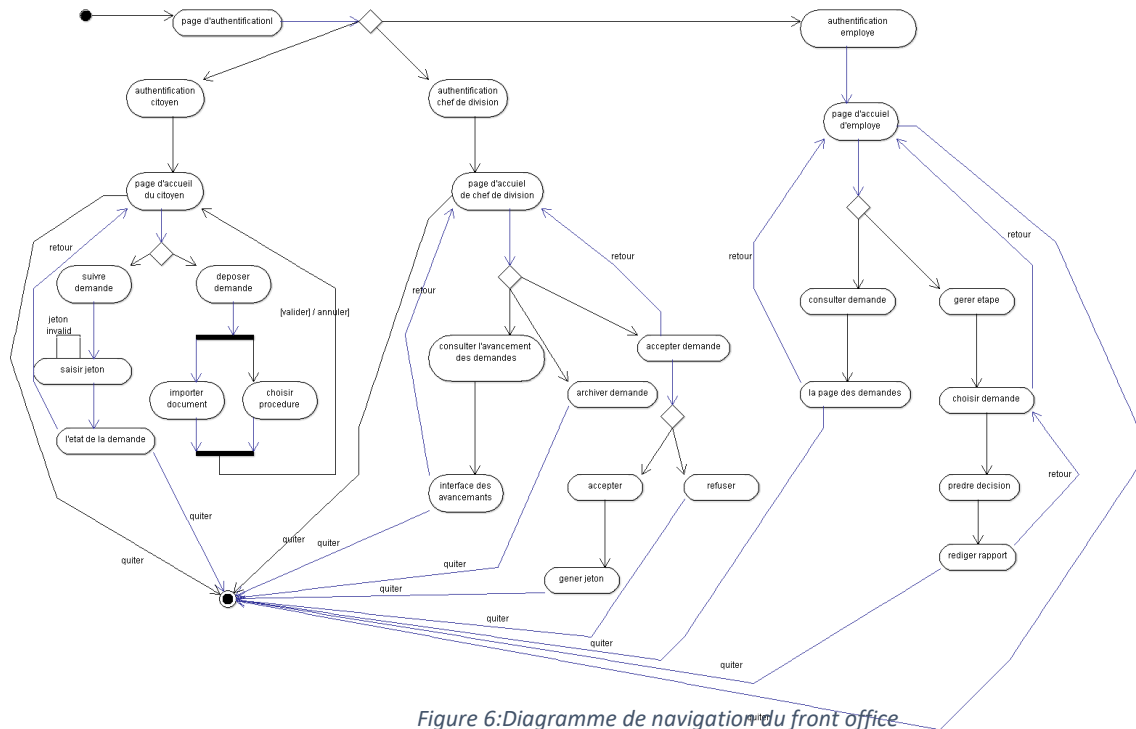 page d'authentificationl
authentification
employe
authentification
citoyen
authentification
chef de division
page d'accueil
du citoyen
page d'accuiel
de chef de division
page d'accuiel
d'employe
retour
suivre
demande
deposer
demande
jeton
invalid
saisir jeton
[valider] / annuler]
importer
document
choisir
procedure
l'etat de la demande
quiter
quiter
retour
retour
consulter l'avancement
des demandes
accepter demande
archiver demande
interface des
avancemants
accepter
refuser
gener jeton
quiter
quiter
quiter
quiter
quiter
retour
retour
consulter demande
gerer etape
la page des demandes
choisir demande
predre decision
retour
rediger rapport
quiter
quiter
quiter
Figure 6:Diagramme de navigation du front office